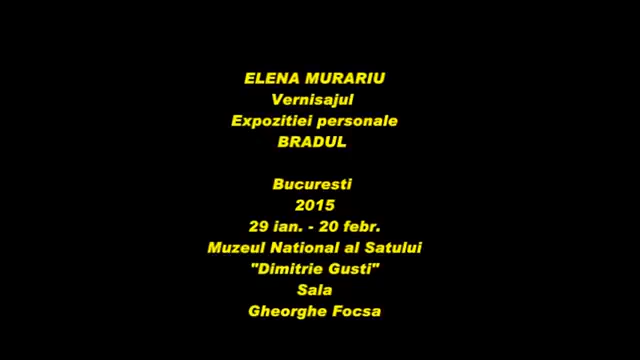 ELENA MURARIU
Vernisajul
Expozitiei personale
BRADUL
Bucuresti
2015
29 ian. - 20 febr.
Muzeul National al Satului
"Dimitrie Gusti"
Sala
Gheorghe Focsa